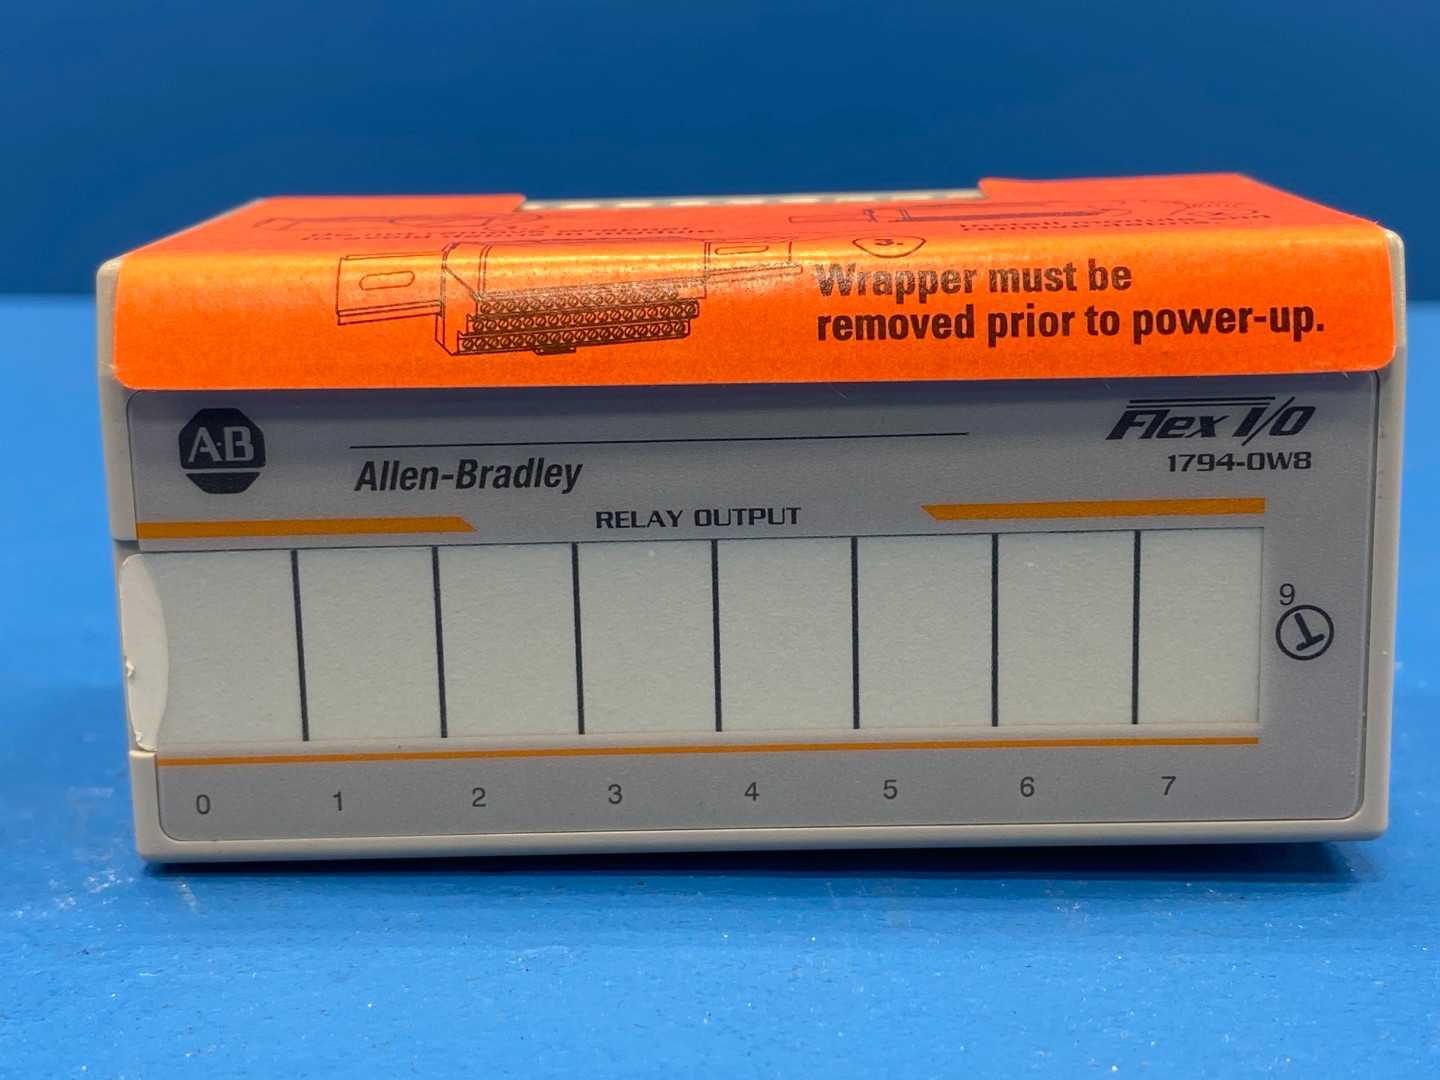 3.
Wrapper must be
removed prior to power-up.
A·B
Allen-Bradley
Flex I/O
1794-OW8
RELAY OUTPUT
9
0 1 2 3 4 5 6 7